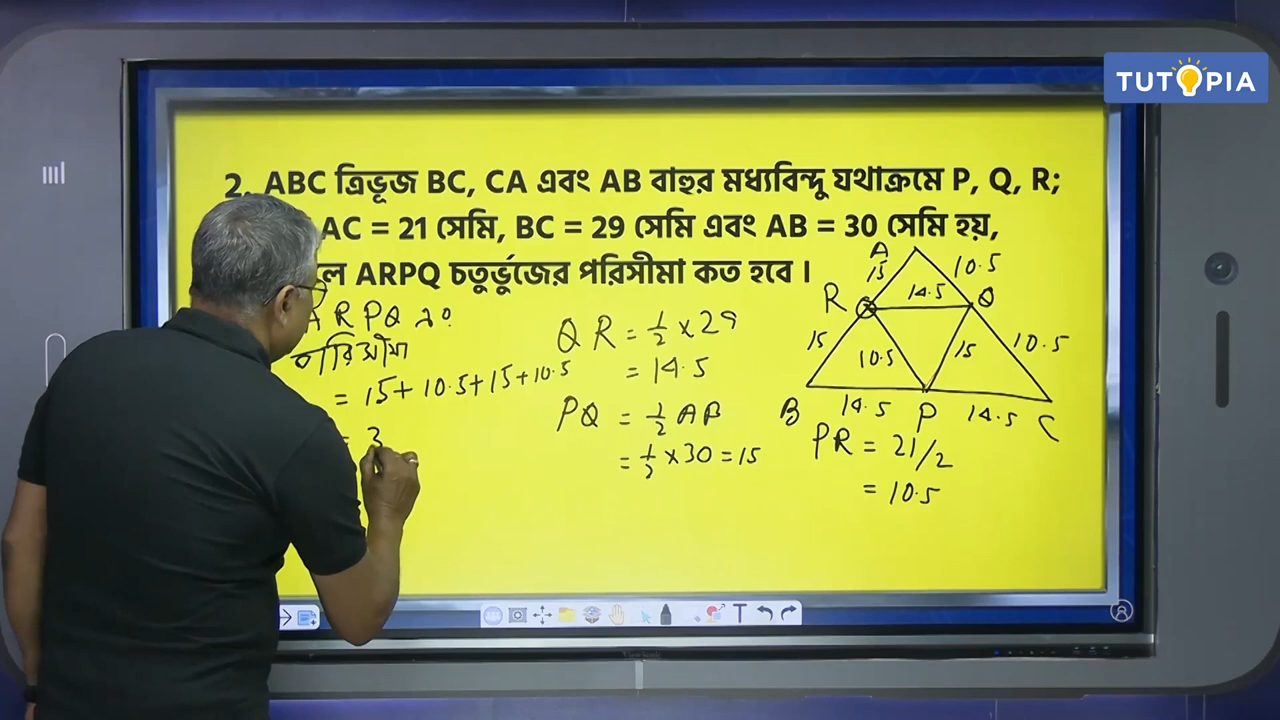 TUTOPIA
2. ABC ত্রিভূজ BC, CA এবং AB বাহুর মধ্যবিন্দু যথাক্রমে P, Q, R;
AC = 21 সেমি, BC = 29 সেমি এবং AB = 30 সেমি হয়,
ARPQ চতুর্ভুজের পরিসীমা কত হবে ।
ARPQ
পরিসীমা
= 15 + 10.5 + 15 + 10.5
= 3
QR = 1/2 × 29
= 14.5
PQ = 1/2 AB
= 1/2 × 30 = 15
A
15
10.5
R
14.5
Q
15
10.5
15
10.5
B
14.5
P
14.5
C
PR = 21/2
= 10.5
T